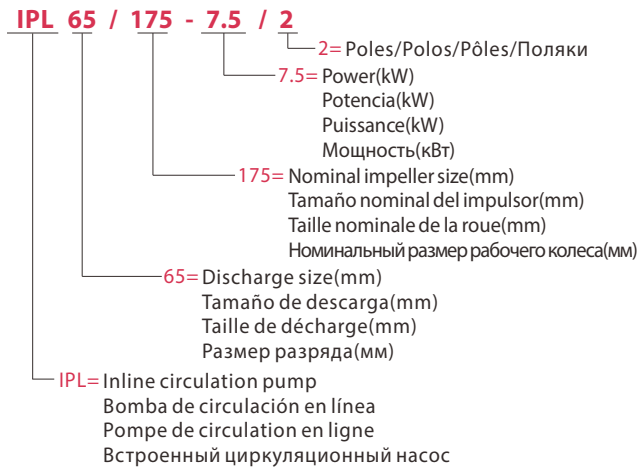 IPL 65 / 175 - 7.5 / 2
2= Poles/Polos/Pôles/Поляки
7.5= Power(kW)
Potencia(kW)
Puissance(kW)
Мощность(кВт)
175= Nominal impeller size(mm)
Tamaño nominal del impulsor(mm)
Taille nominale de la roue(mm)
Номинальный размер рабочего колеса(мм)
65= Discharge size(mm)
Tamaño de descarga(mm)
Taille de décharge(mm)
Размер разряда(мм)
IPL= Inline circulation pump
Bomba de circulación en línea
Pompe de circulation en ligne
Встроенный циркуляционный насос